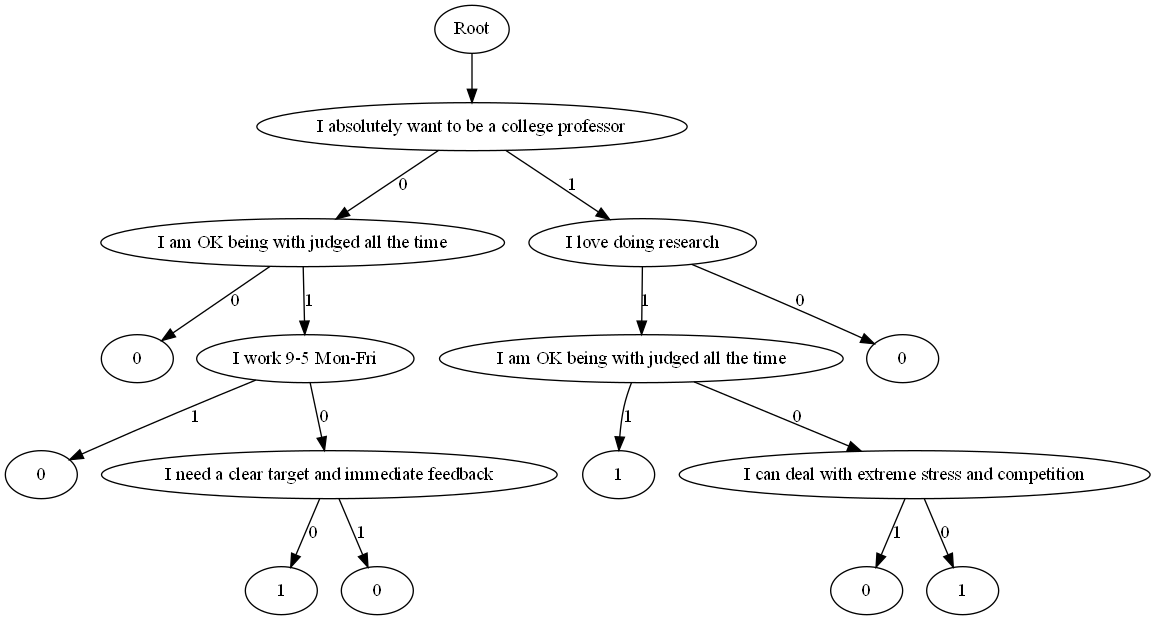 Root
I absolutely want to be a college professor
0
1
I am OK being with judged all the time
I love doing research
0
1
1
0
0
I work 9-5 Mon-Fri
I am OK being with judged all the time
0
1
0
1
0
0
I need a clear target and immediate feedback
1
I can deal with extreme stress and competition
0
1
1
0
1
0
0
1